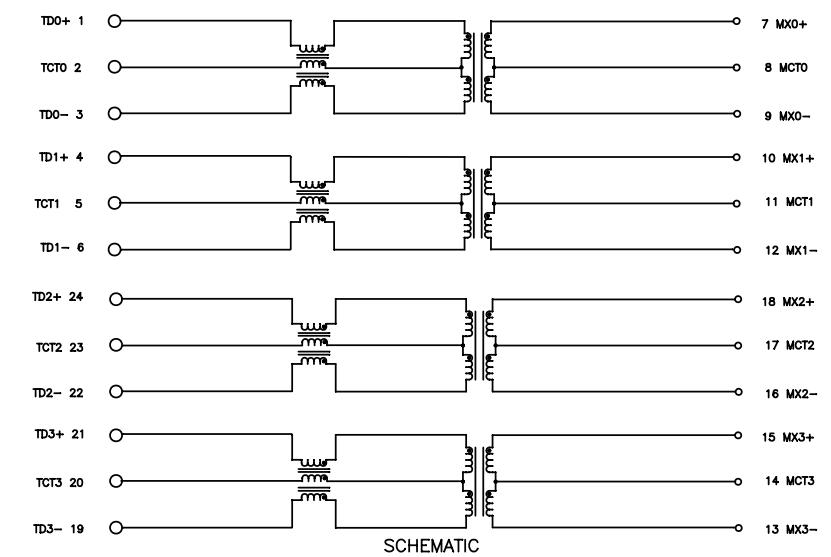 TD0+ 1
7 MX0+
TCT0 2
8 MCT0
TD0- 3
9 MX0-
TD1+ 4
10 MX1+
TCT1 5
11 MCT1
TD1- 6
12 MX1-
TD2+ 24
18 MX2+
TCT2 23
17 MCT2
TD2- 22
16 MX2-
TD3+ 21
15 MX3+
TCT3 20
14 MCT3
TD3- 19
13 MX3-
SCHEMATIC